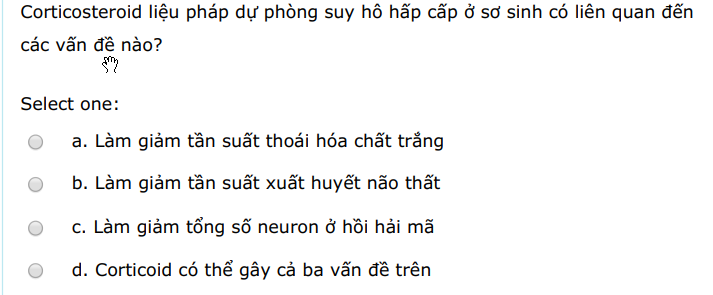 Corticosteroid liệu pháp dự phòng suy hô hấp cấp ở sơ sinh có liên quan đến
các vấn đề nào?
Select one:
a. Làm giảm tần suất thoái hóa chất trắng
b. Làm giảm tần suất xuất huyết não thất
c. Làm giảm tổng số neuron ở hồi hải mã
d. Corticoid có thể gây cả ba vấn đề trên